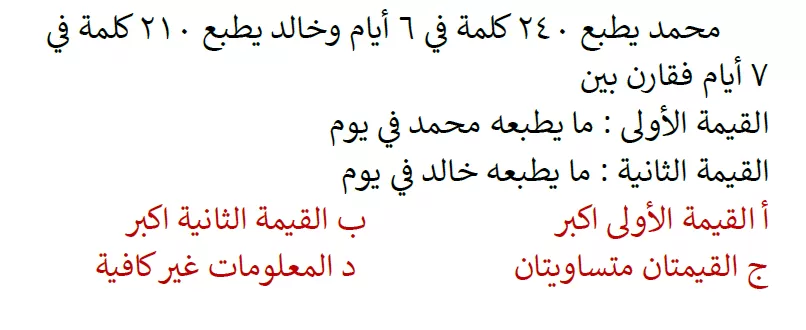 محمد يطبع ٢٤٠ كلمة في ٦ أيام وخالد يطبع ٢١٠ كلمة في
٧ أيام فقارن بين
القيمة الأولى : ما يطبعه محمد في يوم
القيمة الثانية : ما يطبعه خالد في يوم
أ القيمة الأولى اكبر ب القيمة الثانية اكبر
ج القيمتان متساويتان د المعلومات غير كافية